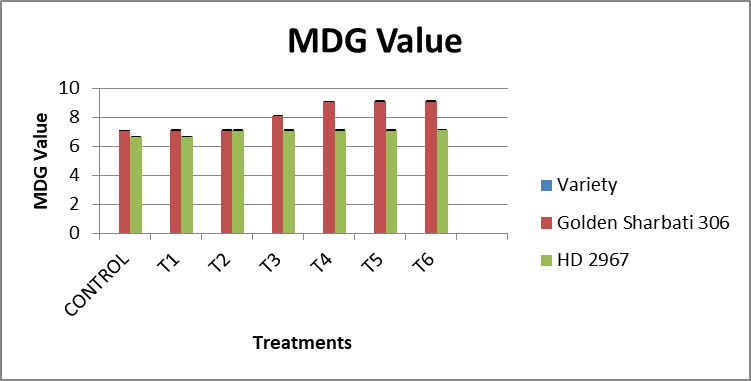 MDG Value
10
8
6
4
2
0
MDG Value
CONTROL
T1
T2
T3
T4
T5
T6
Treatments
Variety
Golden Sharbati 306
HD 2967